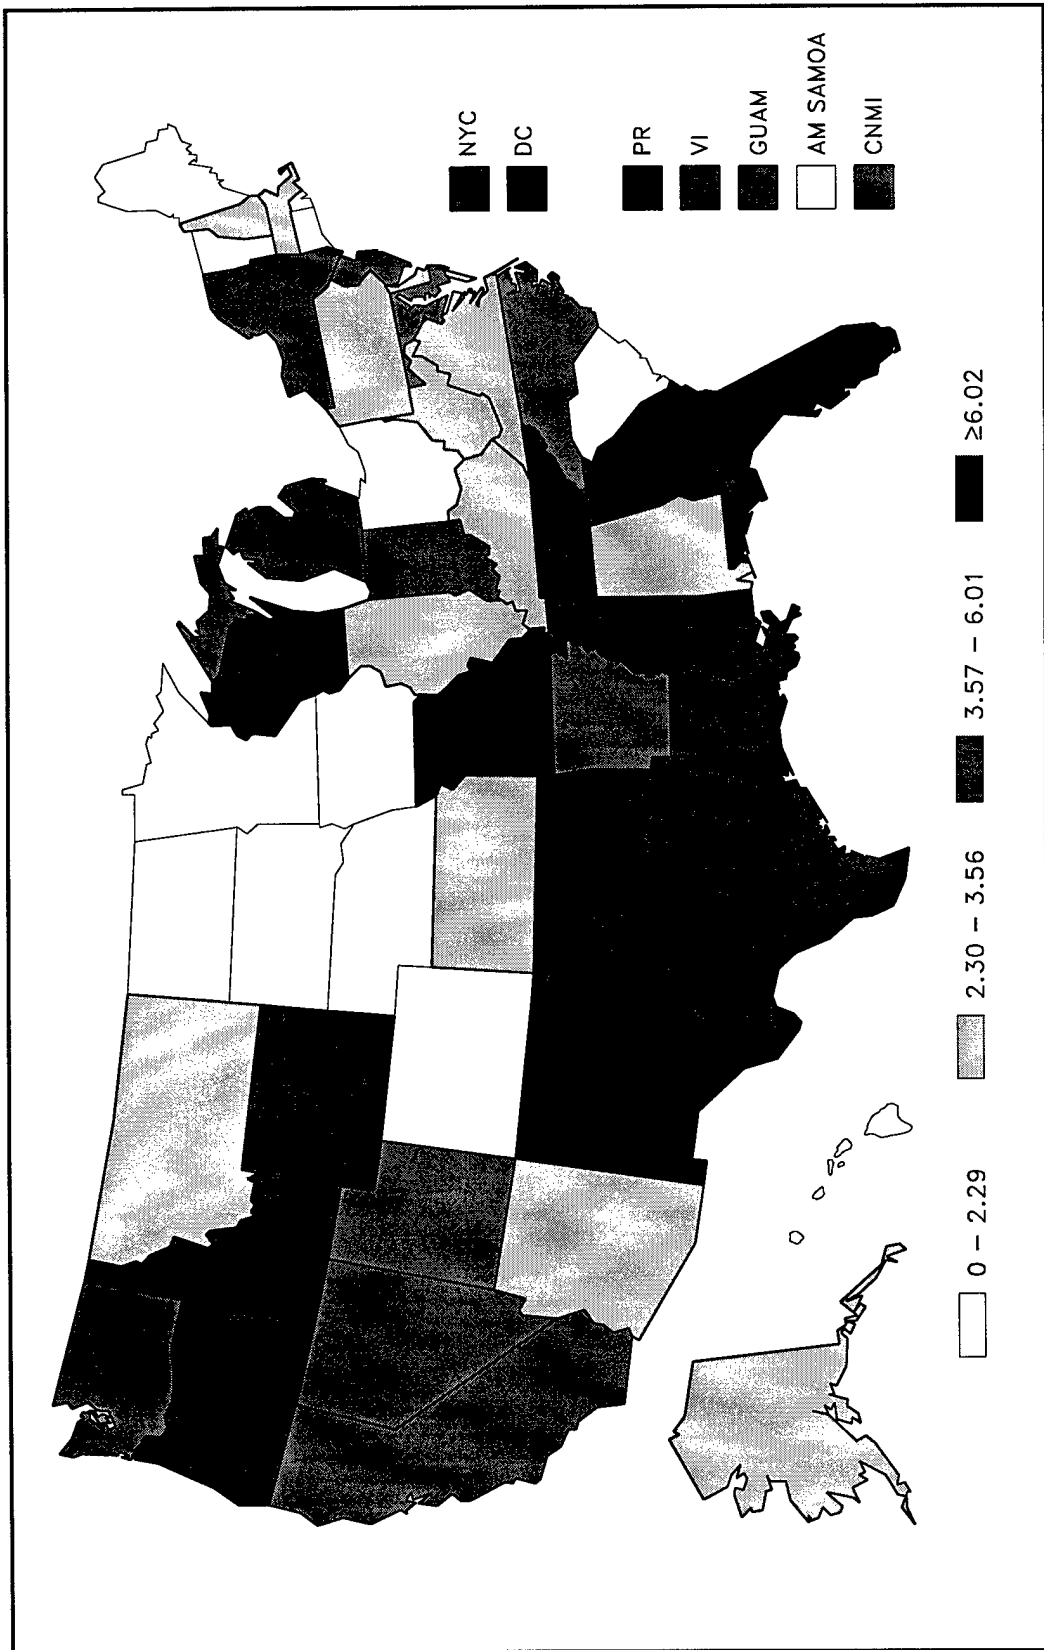 NYC
DC
PR
VI
GUAM
AM SAMOA
CNMI
0 – 2.29
2.30 – 3.56
3.57 – 6.01
≥6.02